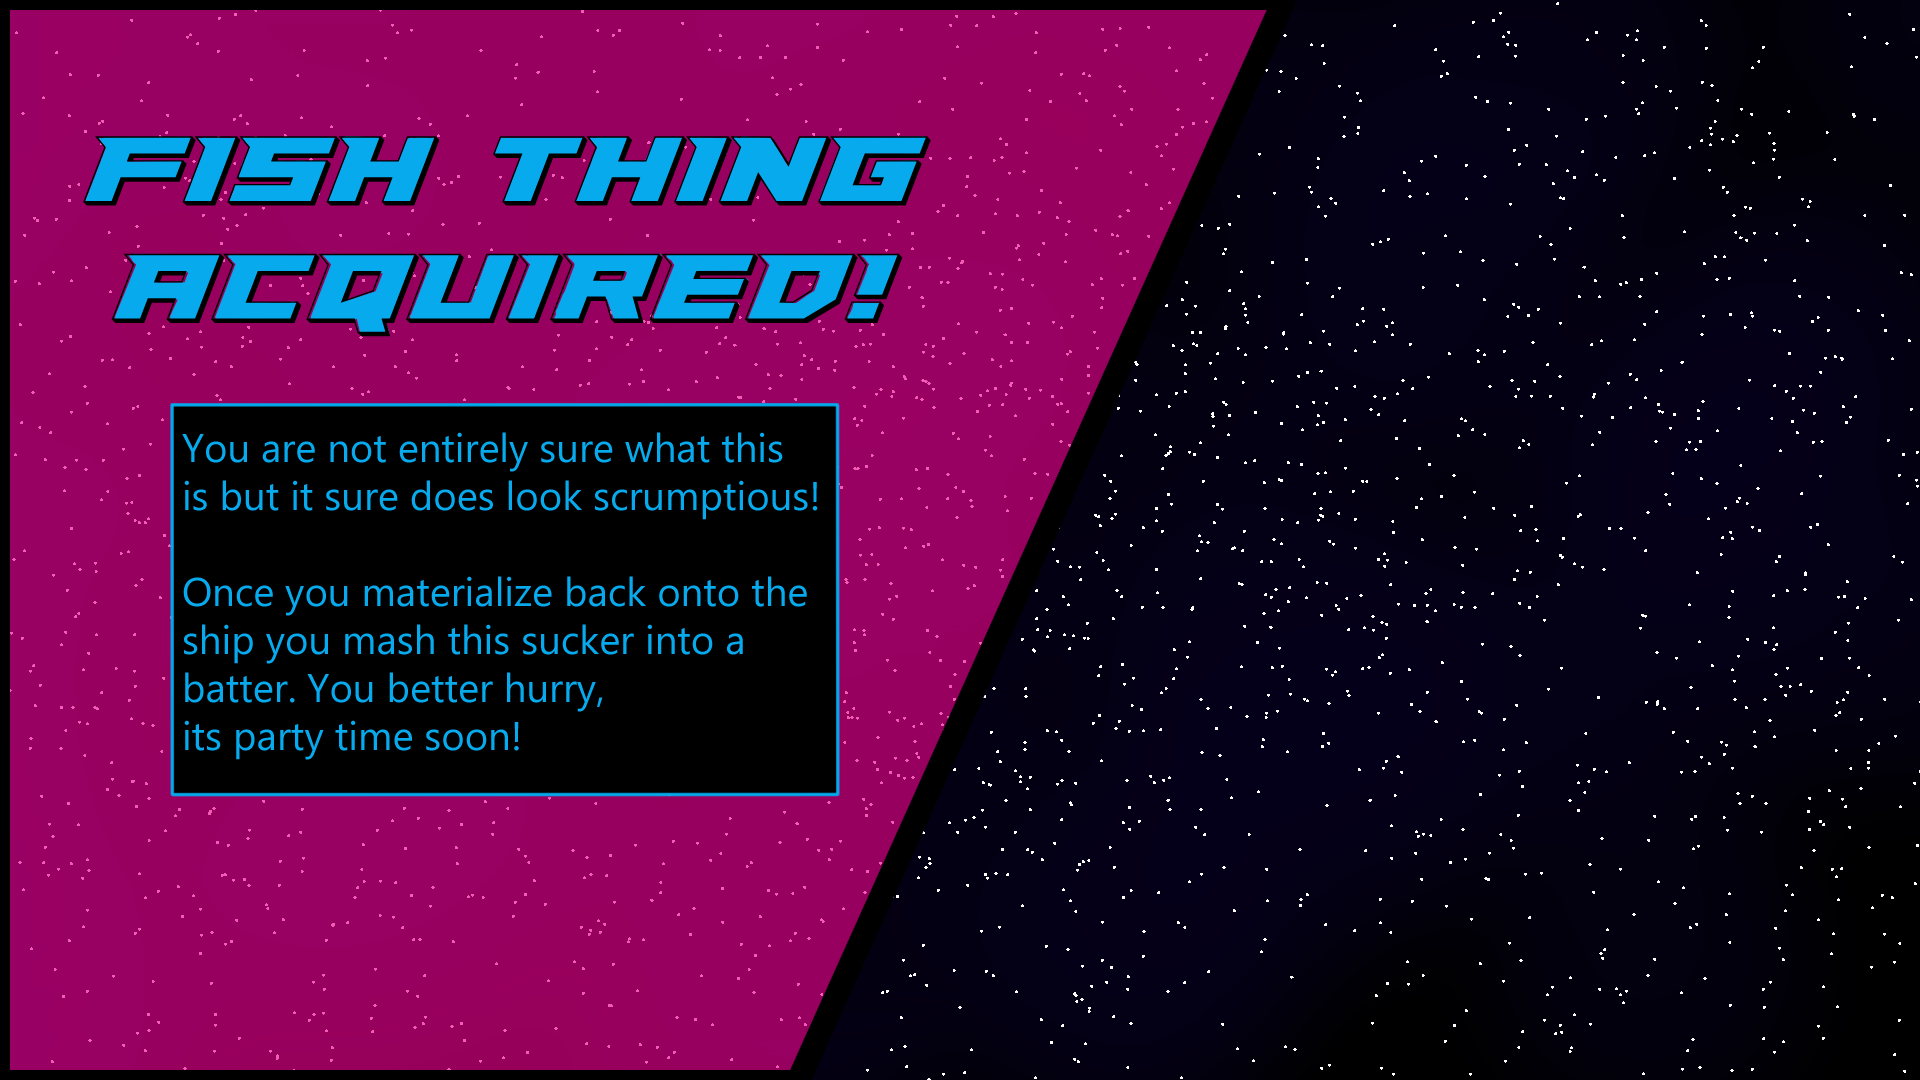 FISH THING
ACQUIRED!
You are not entirely sure what this
is but it sure does look scrumptious!
Once you materialize back onto the
ship you mash this sucker into a
batter. You better hurry,
its party time soon!